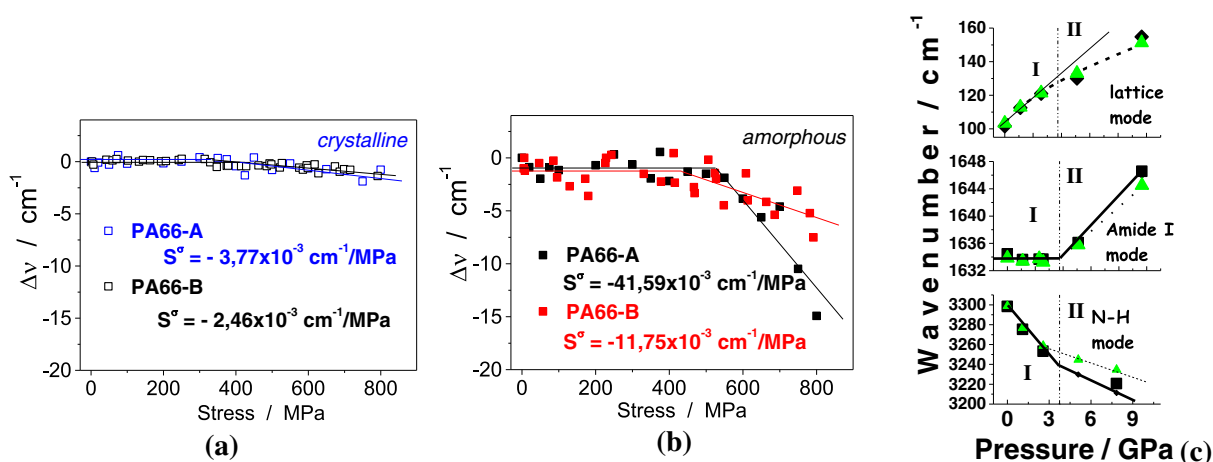 5
0
-5
-10
-15
-20
Δν / cm⁻¹
crystalline
PA66-A
S^σ = - 3,77x10⁻³ cm⁻¹/MPa
PA66-B
S^σ = - 2,46x10⁻³ cm⁻¹/MPa
0 200 400 600 800
Stress / MPa
(a)
5
0
-5
-10
-15
-20
Δν / cm⁻¹
amorphous
PA66-A
S^σ = -41,59x10⁻³ cm⁻¹/MPa
PA66-B
S^σ = -11,75x10⁻³ cm⁻¹/MPa
0 200 400 600 800
Stress / MPa
(b)
Wavenumber / cm⁻¹
160
140
120
100
II
I
lattice
mode
1648
1644
1640
1636
1632
II
I
Amide I
mode
3300
3280
3260
3240
3220
3200
II
N-H
mode
I
0 3 6 9
Pressure / GPa
(c)